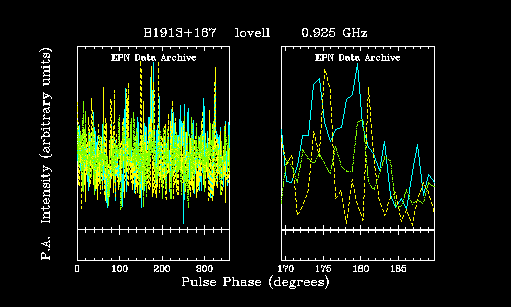 B1913+167 lovell 0.925 GHz
EPN Data Archive EPN Data Archive
P.A. Intensity (arbitrary units)
0 100 200 300 170 175 180 185
Pulse Phase (degrees)